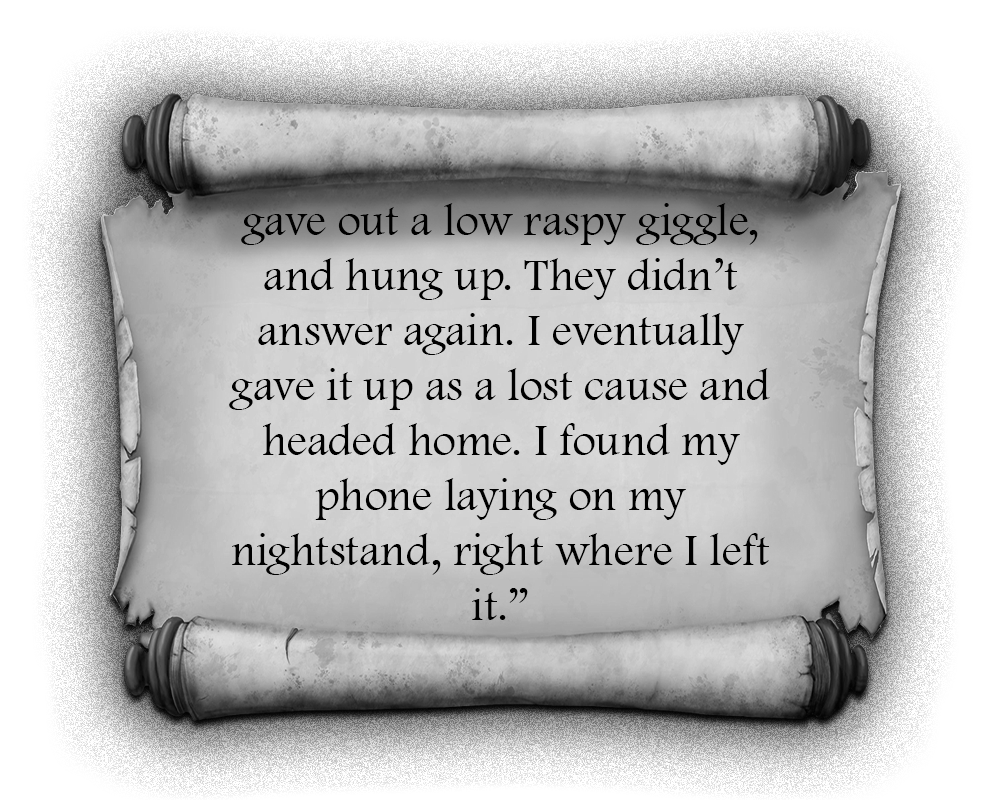 gave out a low raspy giggle,
and hung up. They didn’t
answer again. I eventually
gave it up as a lost cause and
headed home. I found my
phone laying on my
nightstand, right where I left
it.”